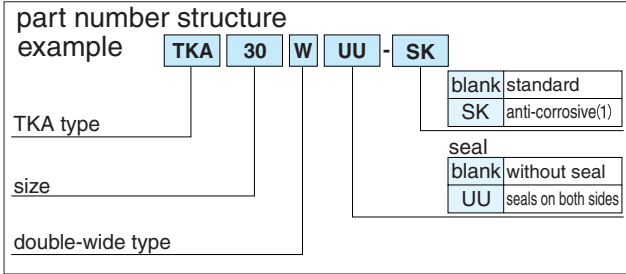 part number structure
example TKA 30 W UU - SK
blank standard
SK anti-corrosive(1)
TKA type
seal
blank without seal
size
UU seals on both sides
double-wide type